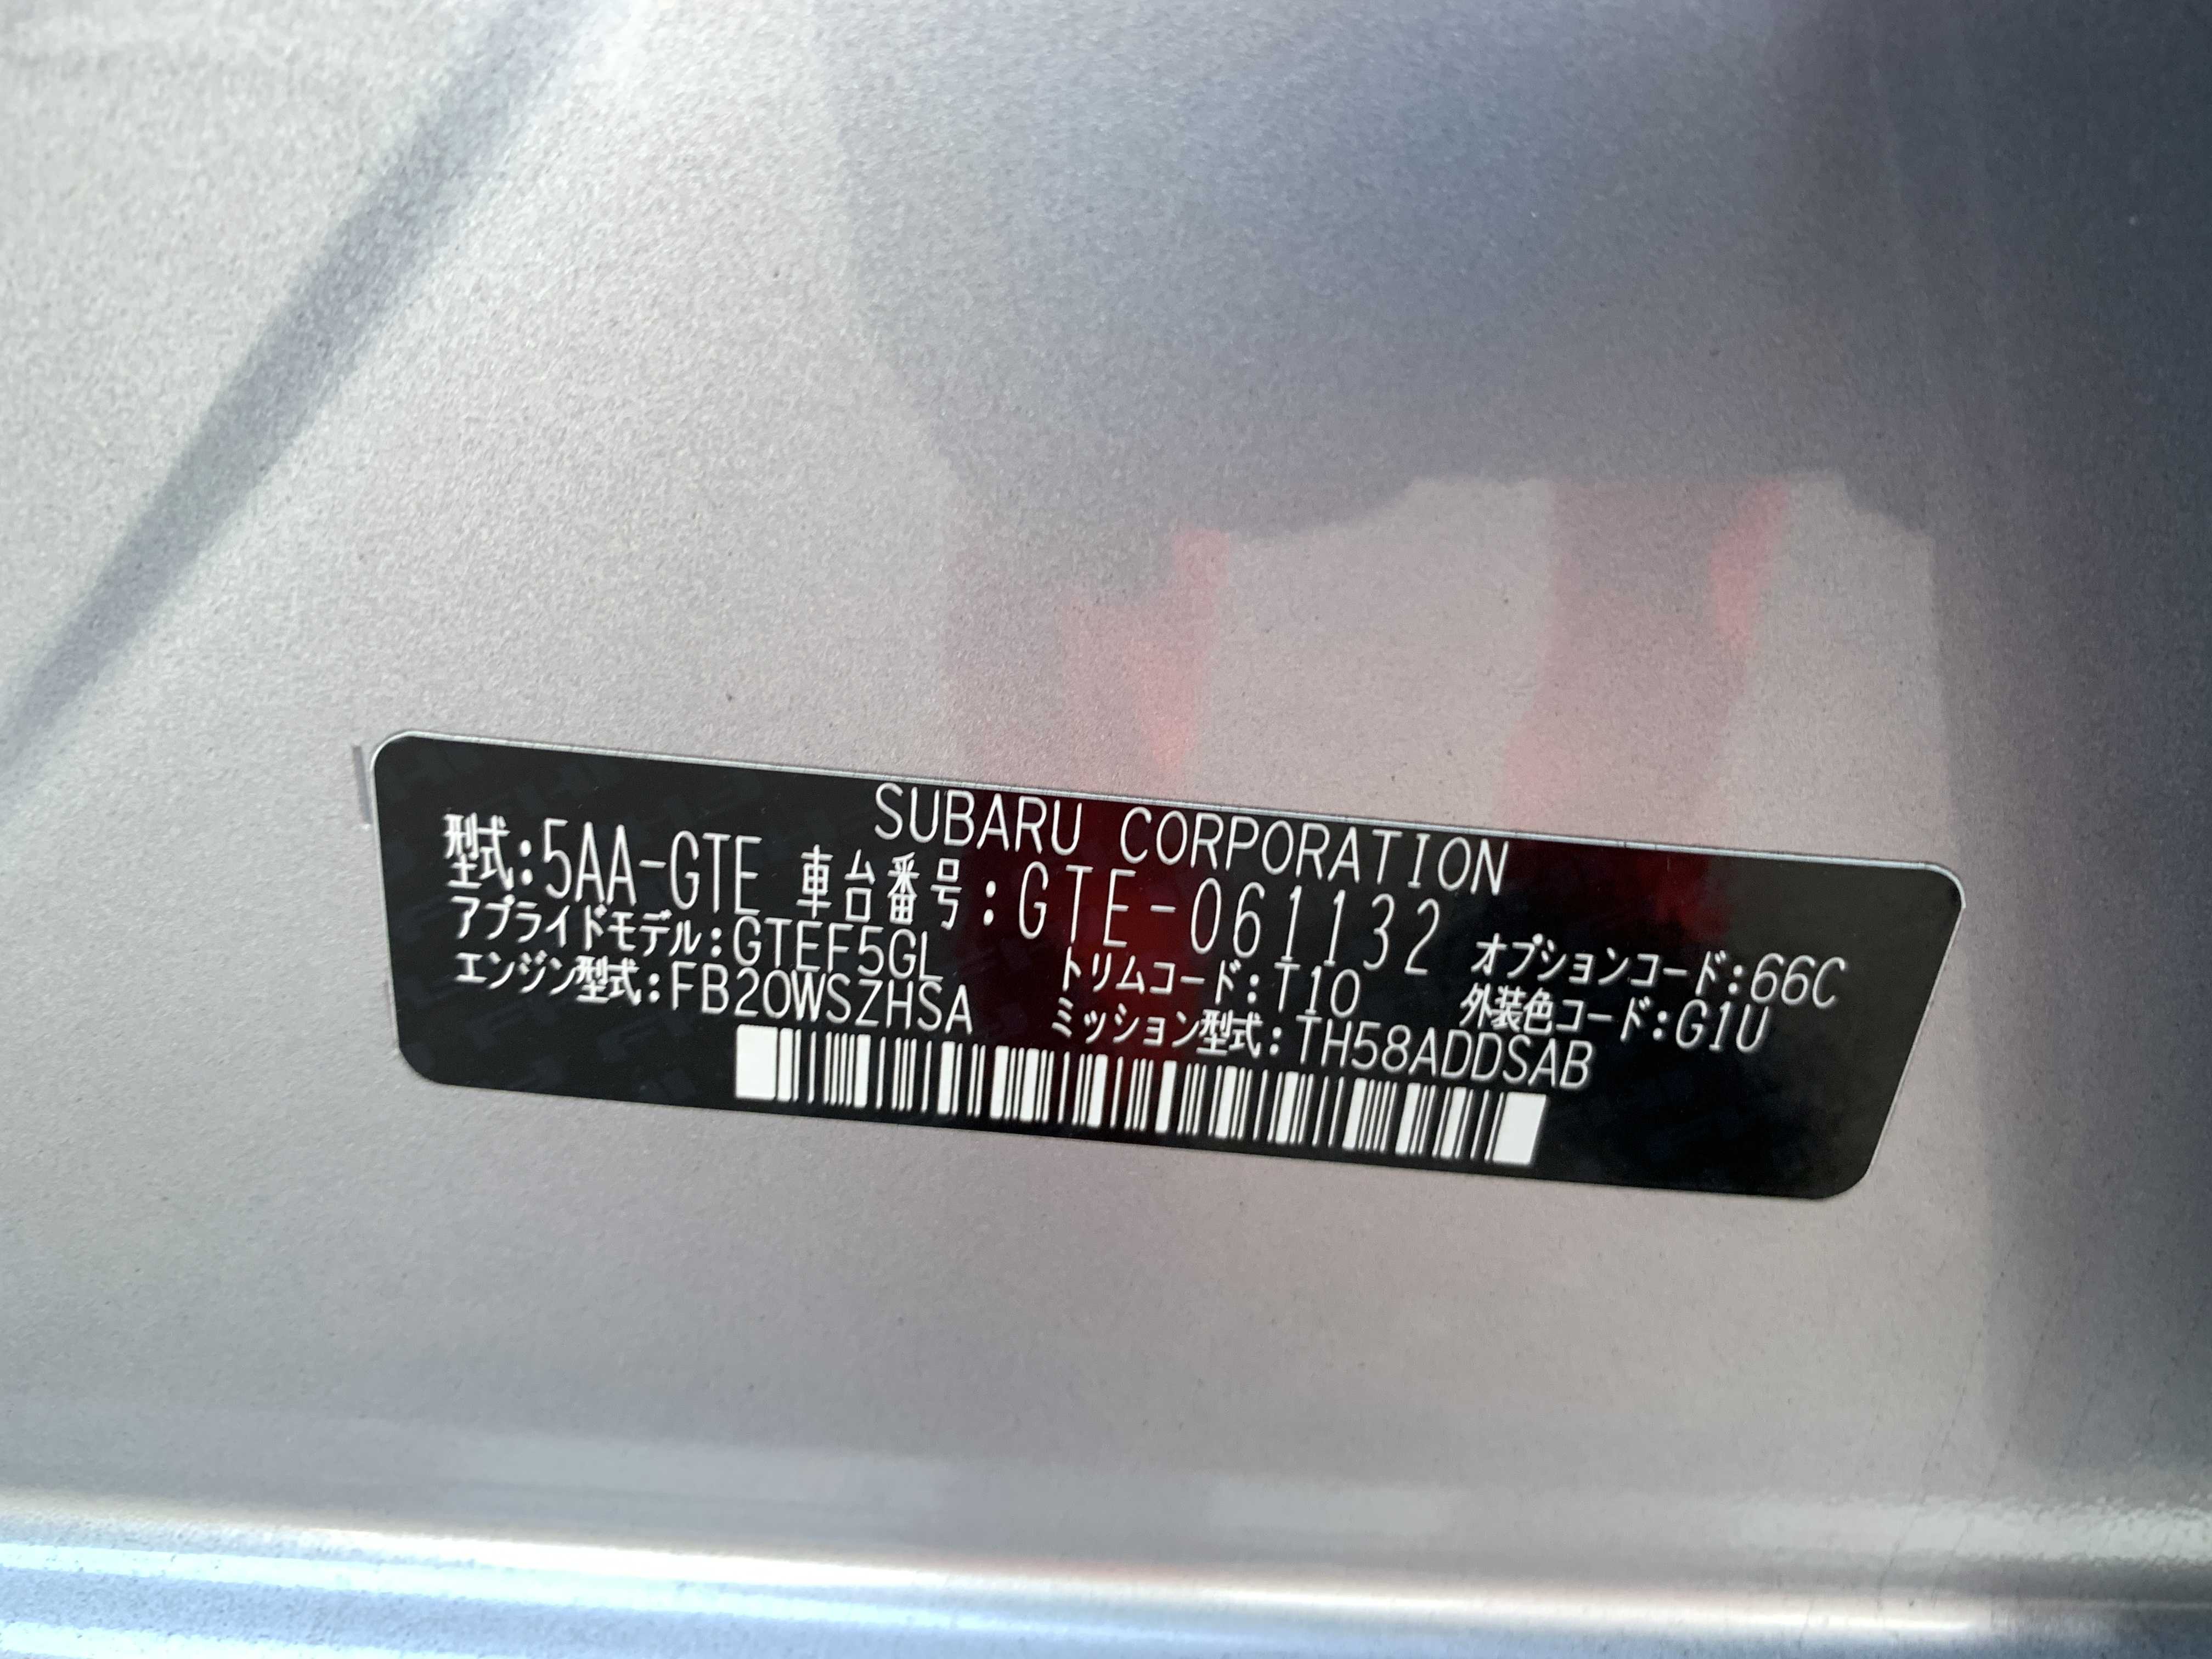 SUBARU CORPORATION
型式:5AA-GTE 車台番号:GTE-061132
アプライドモデル:GTEF5GL トリムコード:T10 オプションコード:66C
エンジン型式:FB20WSZHSA ミッション型式:TH58ADDSAB 外装色コード:G1U